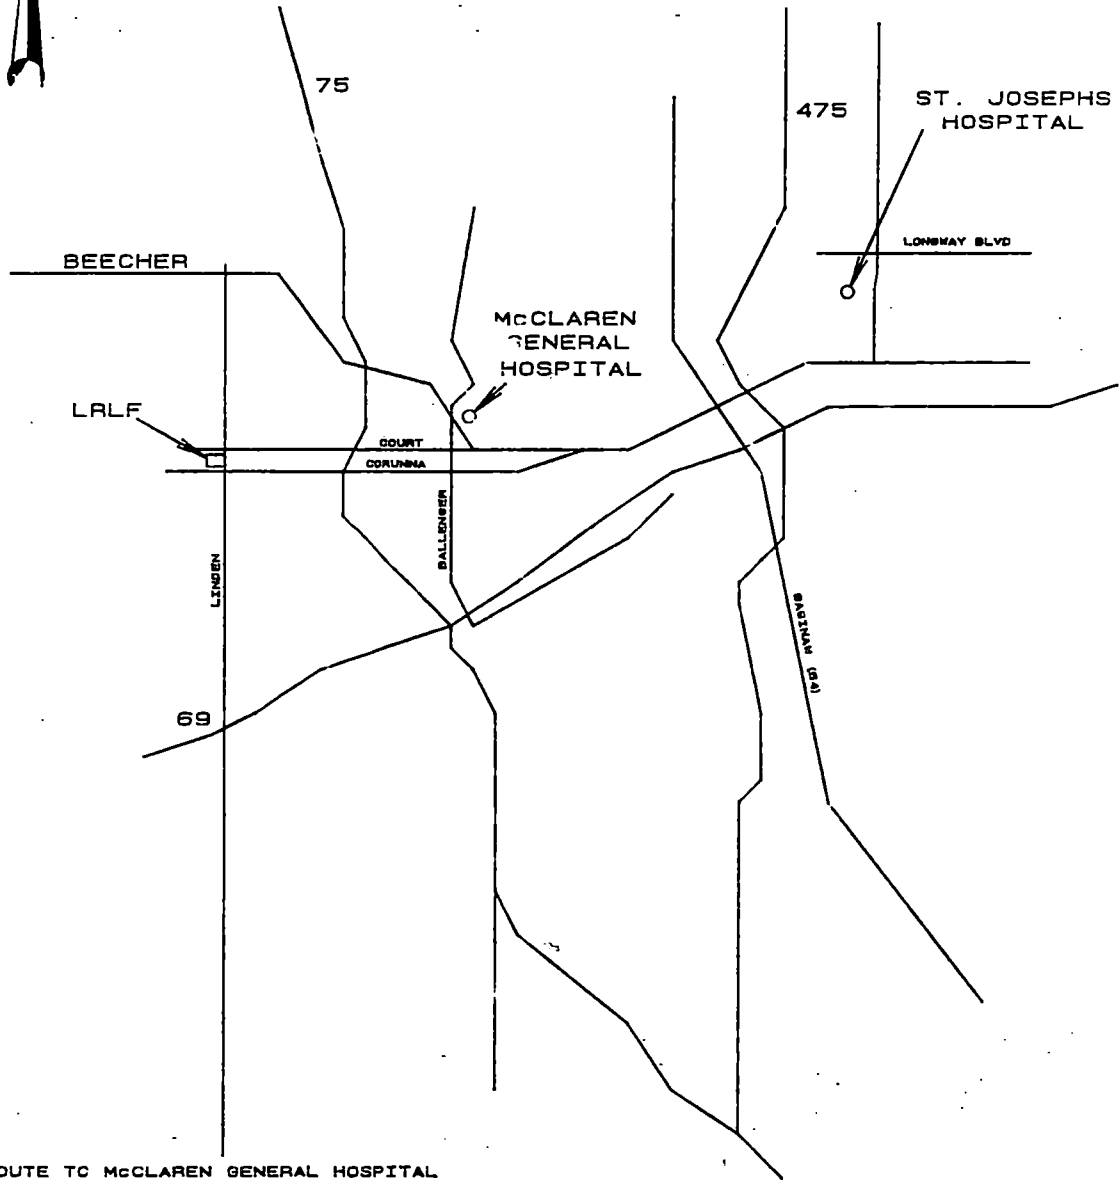 75
475
ST. JOSEPHS
HOSPITAL
LONGWAY BLVD
BEECHER
McCLAREN
GENERAL
HOSPITAL
LRLF
COURT
CORUNNA
BALLENGER
LINDEN
SAGINAW (54)
69
OUTE TO McCLAREN GENERAL HOSPITAL